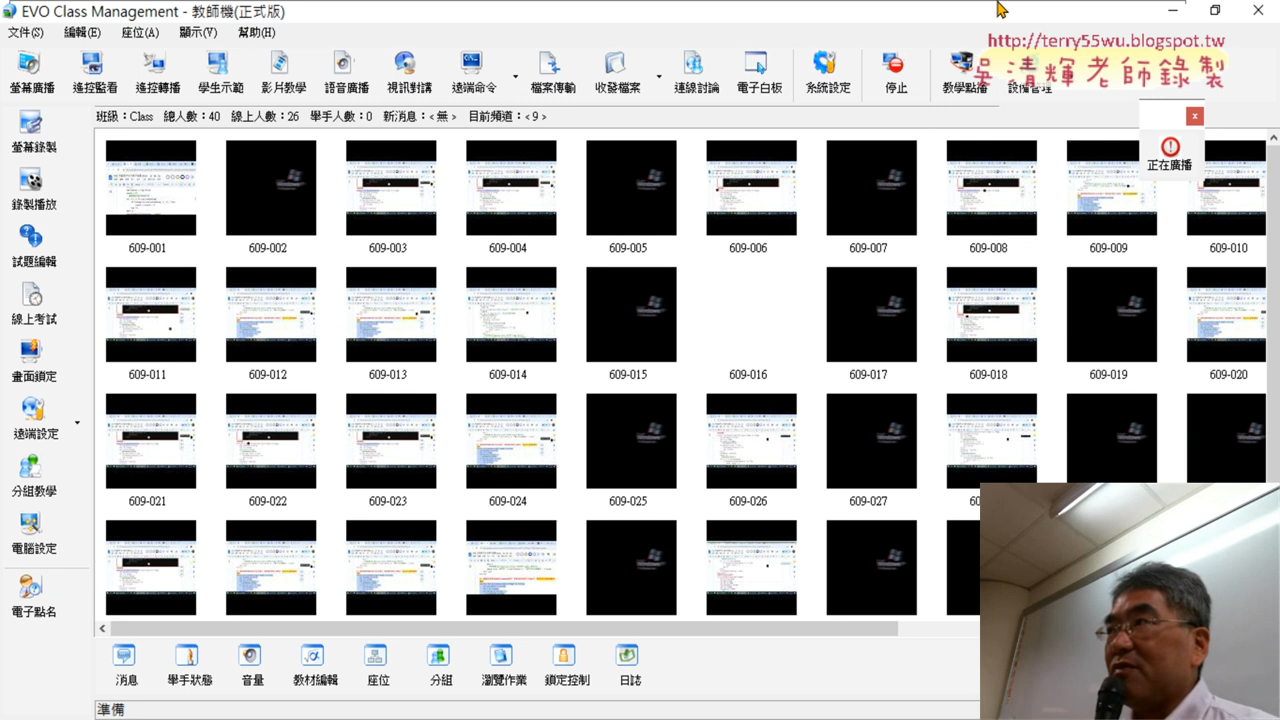 EVO Class Management - 教師機(正式版)
文件(S) 編輯(E) 座位(A) 顯示(V) 幫助(H)
http://terry55wu.blogspot.tw
吳清輝老師錄製
螢幕廣播 遙控監看 遙控轉播 學生示範 影片教學 語音廣播 視訊對講 遠端命令 檔案傳輸 收發檔案 連線討論 電子白板 系統設定 停止 教學點播 設備管理
班級：Class 總人數：40 線上人數：26 舉手人數：0 新消息：< 無 > 目前頻道：< 9 >
正在廣播
螢幕錄製
錄製播放
試題編輯
線上考試
畫面鎖定
遠端設定
分組教學
電腦設定
電子點名
609-001 609-002 609-003 609-004 609-005 609-006 609-007 609-008 609-009 609-010
609-011 609-012 609-013 609-014 609-015 609-016 609-017 609-018 609-019 609-020
609-021 609-022 609-023 609-024 609-025 609-026 609-027
消息 舉手狀態 音量 教材編輯 座位 分組 瀏覽作業 鎖定控制 日誌
準備